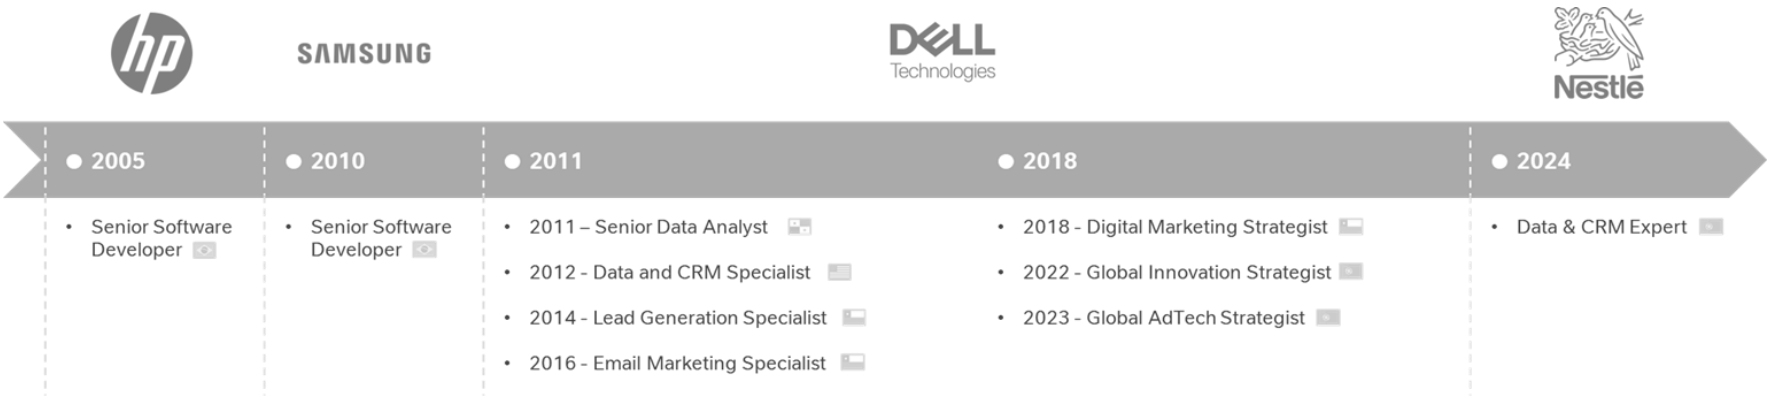 hp
SAMSUNG
DELL
Technologies
Nestlé
2005
2010
2011
2018
2024
• Senior Software
Developer
• Senior Software
Developer
• 2011 – Senior Data Analyst
• 2012 - Data and CRM Specialist
• 2014 - Lead Generation Specialist
• 2016 - Email Marketing Specialist
• 2018 - Digital Marketing Strategist
• 2022 - Global Innovation Strategist
• 2023 - Global AdTech Strategist
• Data & CRM Expert